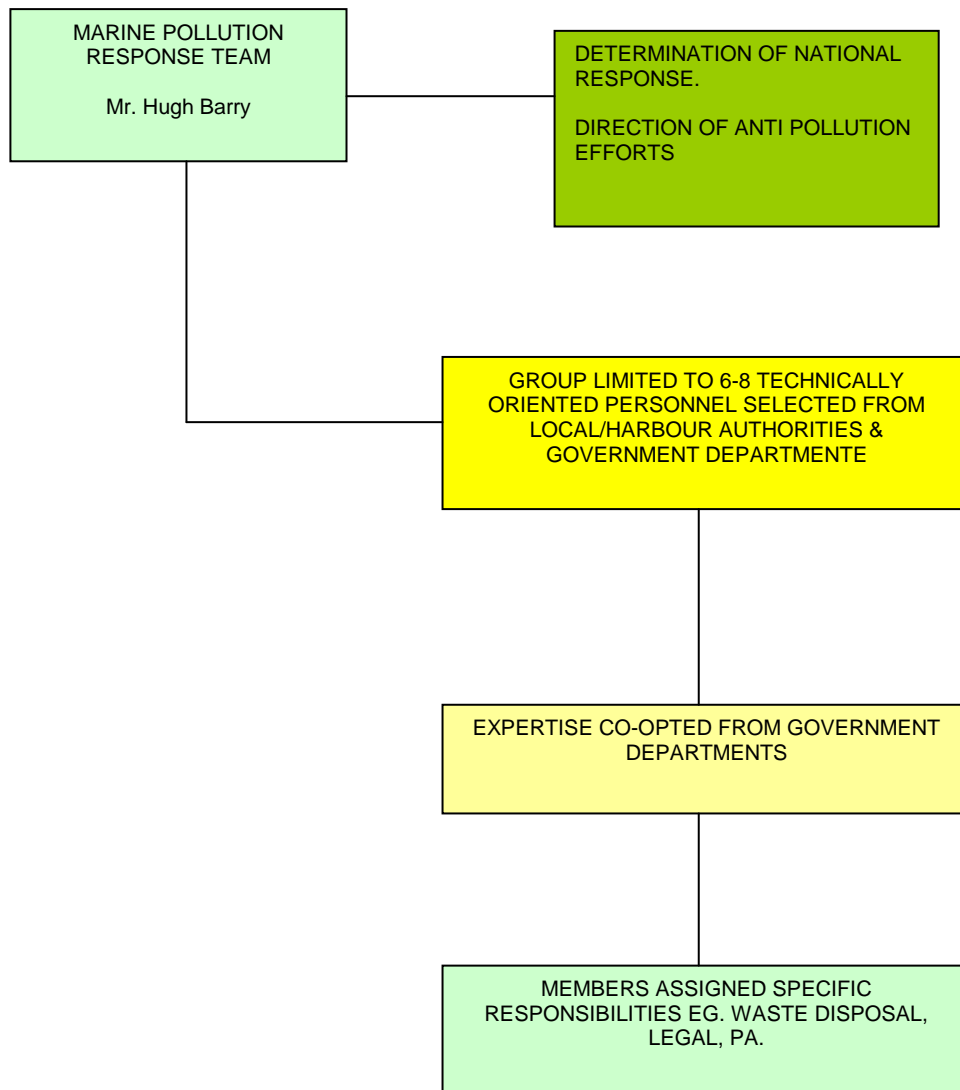 MARINE POLLUTION
RESPONSE TEAM
Mr. Hugh Barry
DETERMINATION OF NATIONAL
RESPONSE.
DIRECTION OF ANTI POLLUTION
EFFORTS
GROUP LIMITED TO 6-8 TECHNICALLY
ORIENTED PERSONNEL SELECTED FROM
LOCAL/HARBOUR AUTHORITIES &
GOVERNMENT DEPARTMENTE
EXPERTISE CO-OPTED FROM GOVERNMENT
DEPARTMENTS
MEMBERS ASSIGNED SPECIFIC
RESPONSIBILITIES EG. WASTE DISPOSAL,
LEGAL, PA.